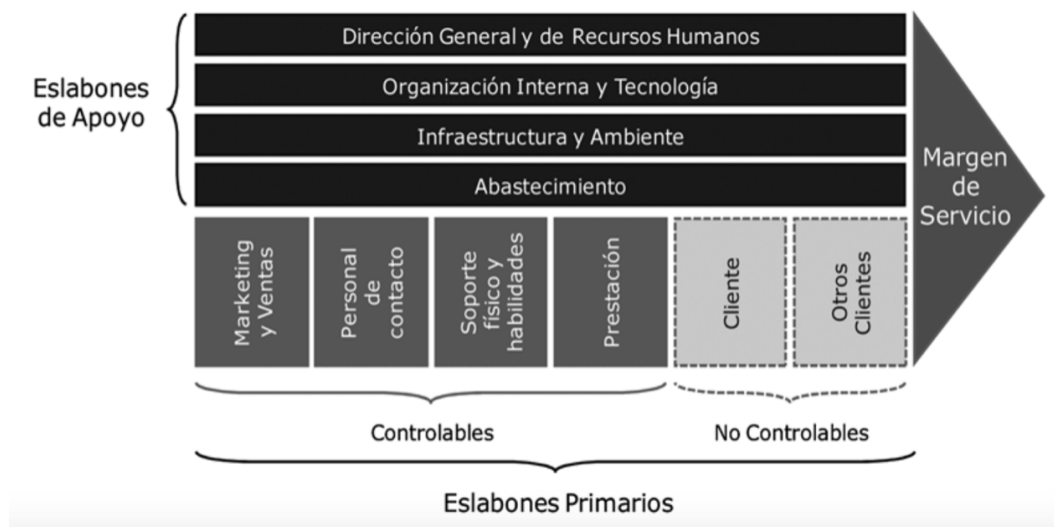 Dirección General y de Recursos Humanos
Organización Interna y Tecnología
Infraestructura y Ambiente
Abastecimiento
Eslabones
de Apoyo
Margen
de
Servicio
Marketing
y Ventas
Personal
de
contacto
Soporte
físico y
habilidades
Prestación
Cliente
Otros
Clientes
Controlables
No Controlables
Eslabones Primarios